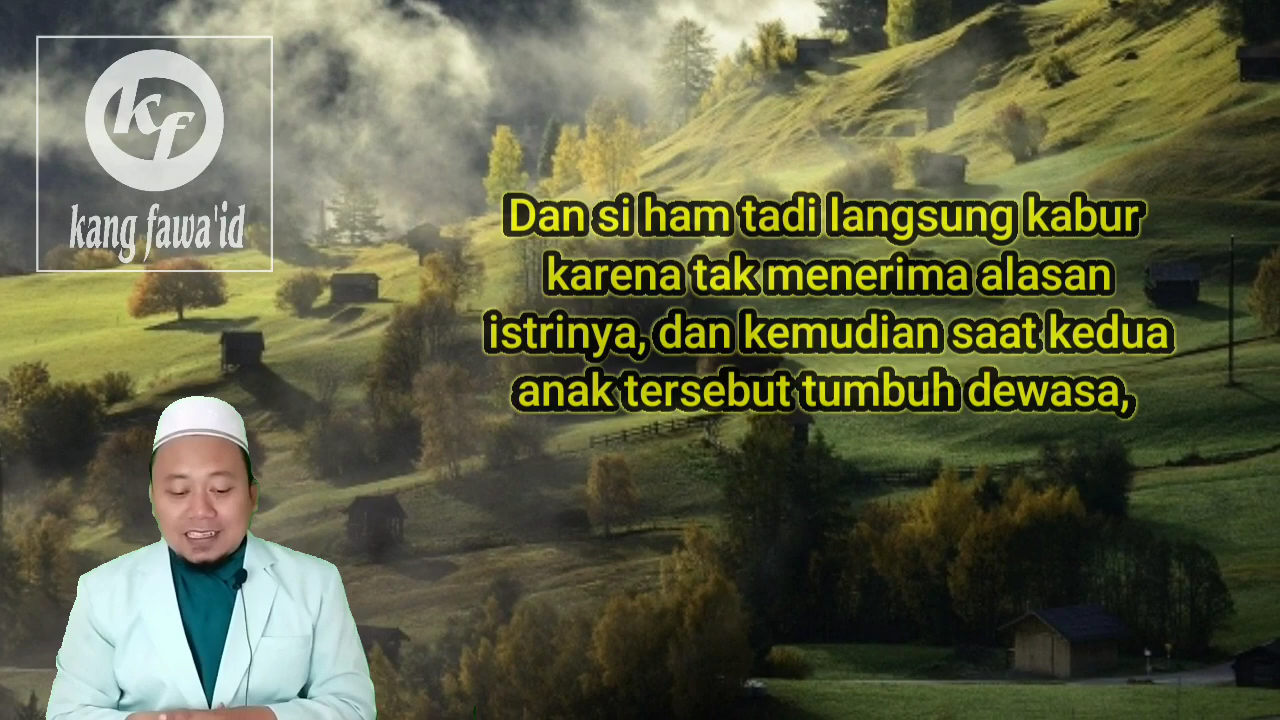 kf
kang fawa'id
Dan si ham tadi langsung kabur
karena tak menerima alasan
istrinya, dan kemudian saat kedua
anak tersebut tumbuh dewasa,